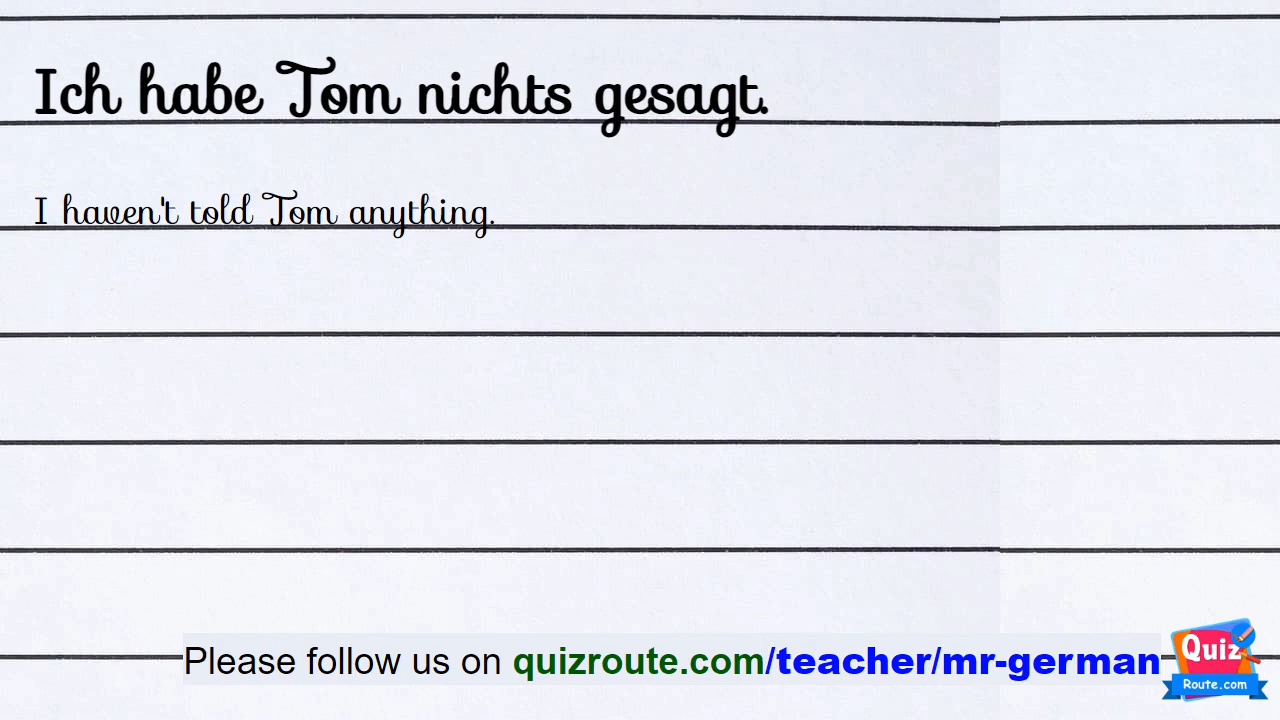 Ich habe Tom nichts gesagt.
I haven't told Tom anything.
Please follow us on quizroute.com/teacher/mr-german
Quiz
Route.com